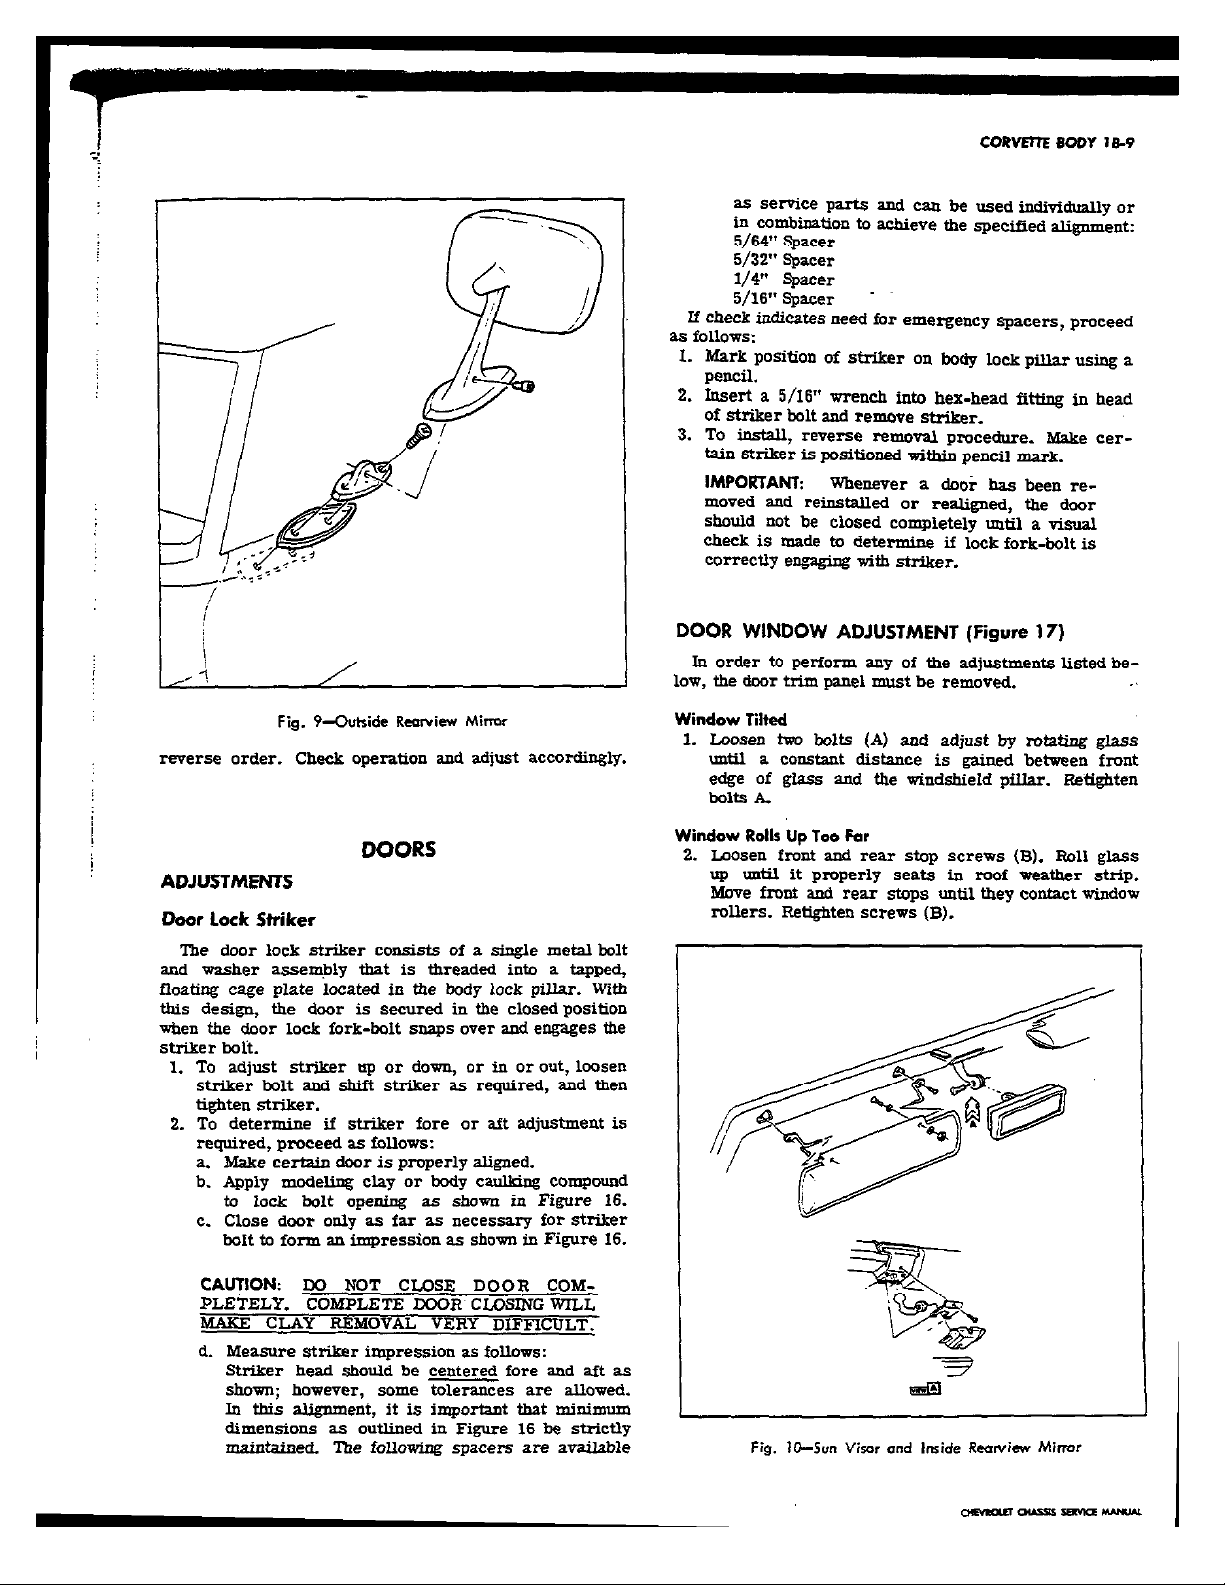 CORVETTE BODY 1B-9
Fig. 9—Outside Rearview Mirror
reverse order. Check operation and adjust accordingly.
DOORS
ADJUSTMENTS
Door Lock Striker
The door lock striker consists of a single metal bolt
and washer assembly that is threaded into a tapped,
floating cage plate located in the body lock pillar. With
this design, the door is secured in the closed position
when the door lock fork-bolt snaps over and engages the
striker bolt.
1. To adjust striker up or down, or in or out, loosen
striker bolt and shift striker as required, and then
tighten striker.
2. To determine if striker fore or aft adjustment is
required, proceed as follows:
a. Make certain door is properly aligned.
b. Apply modeling clay or body caulking compound
to lock bolt opening as shown in Figure 16.
c. Close door only as far as necessary for striker
bolt to form an impression as shown in Figure 16.
CAUTION: DO NOT CLOSE DOOR COM-
PLETELY. COMPLETE DOOR CLOSING WILL
MAKE CLAY REMOVAL VERY DIFFICULT.
d. Measure striker impression as follows:
Striker head should be centered fore and aft as
shown; however, some tolerances are allowed.
In this alignment, it is important that minimum
dimensions as outlined in Figure 16 be strictly
maintained. The following spacers are available
as service parts and can be used individually or
in combination to achieve the specified alignment:
5/64" Spacer
5/32" Spacer
1/4" Spacer
5/16" Spacer
If check indicates need for emergency spacers, proceed
as follows:
1. Mark position of striker on body lock pillar using a
pencil.
2. Insert a 5/16" wrench into hex-head fitting in head
of striker bolt and remove striker.
3. To install, reverse removal procedure. Make cer-
tain striker is positioned within pencil mark.
IMPORTANT: Whenever a door has been re-
moved and reinstalled or realigned, the door
should not be closed completely until a visual
check is made to determine if lock fork-bolt is
correctly engaging with striker.
DOOR WINDOW ADJUSTMENT (Figure 17)
In order to perform any of the adjustments listed be-
low, the door trim panel must be removed.
Window Tilted
1. Loosen two bolts (A) and adjust by rotating glass
until a constant distance is gained between front
edge of glass and the windshield pillar. Retighten
bolts A.
Window Rolls Up Too Far
2. Loosen front and rear stop screws (B). Roll glass
up until it properly seats in roof weather strip.
Move front and rear stops until they contact window
rollers. Retighten screws (B).
A
VIEW A
Fig. 10—Sun Visor and Inside Rearview Mirror
CHEVROLET CHASSIS SERVICE MANUAL